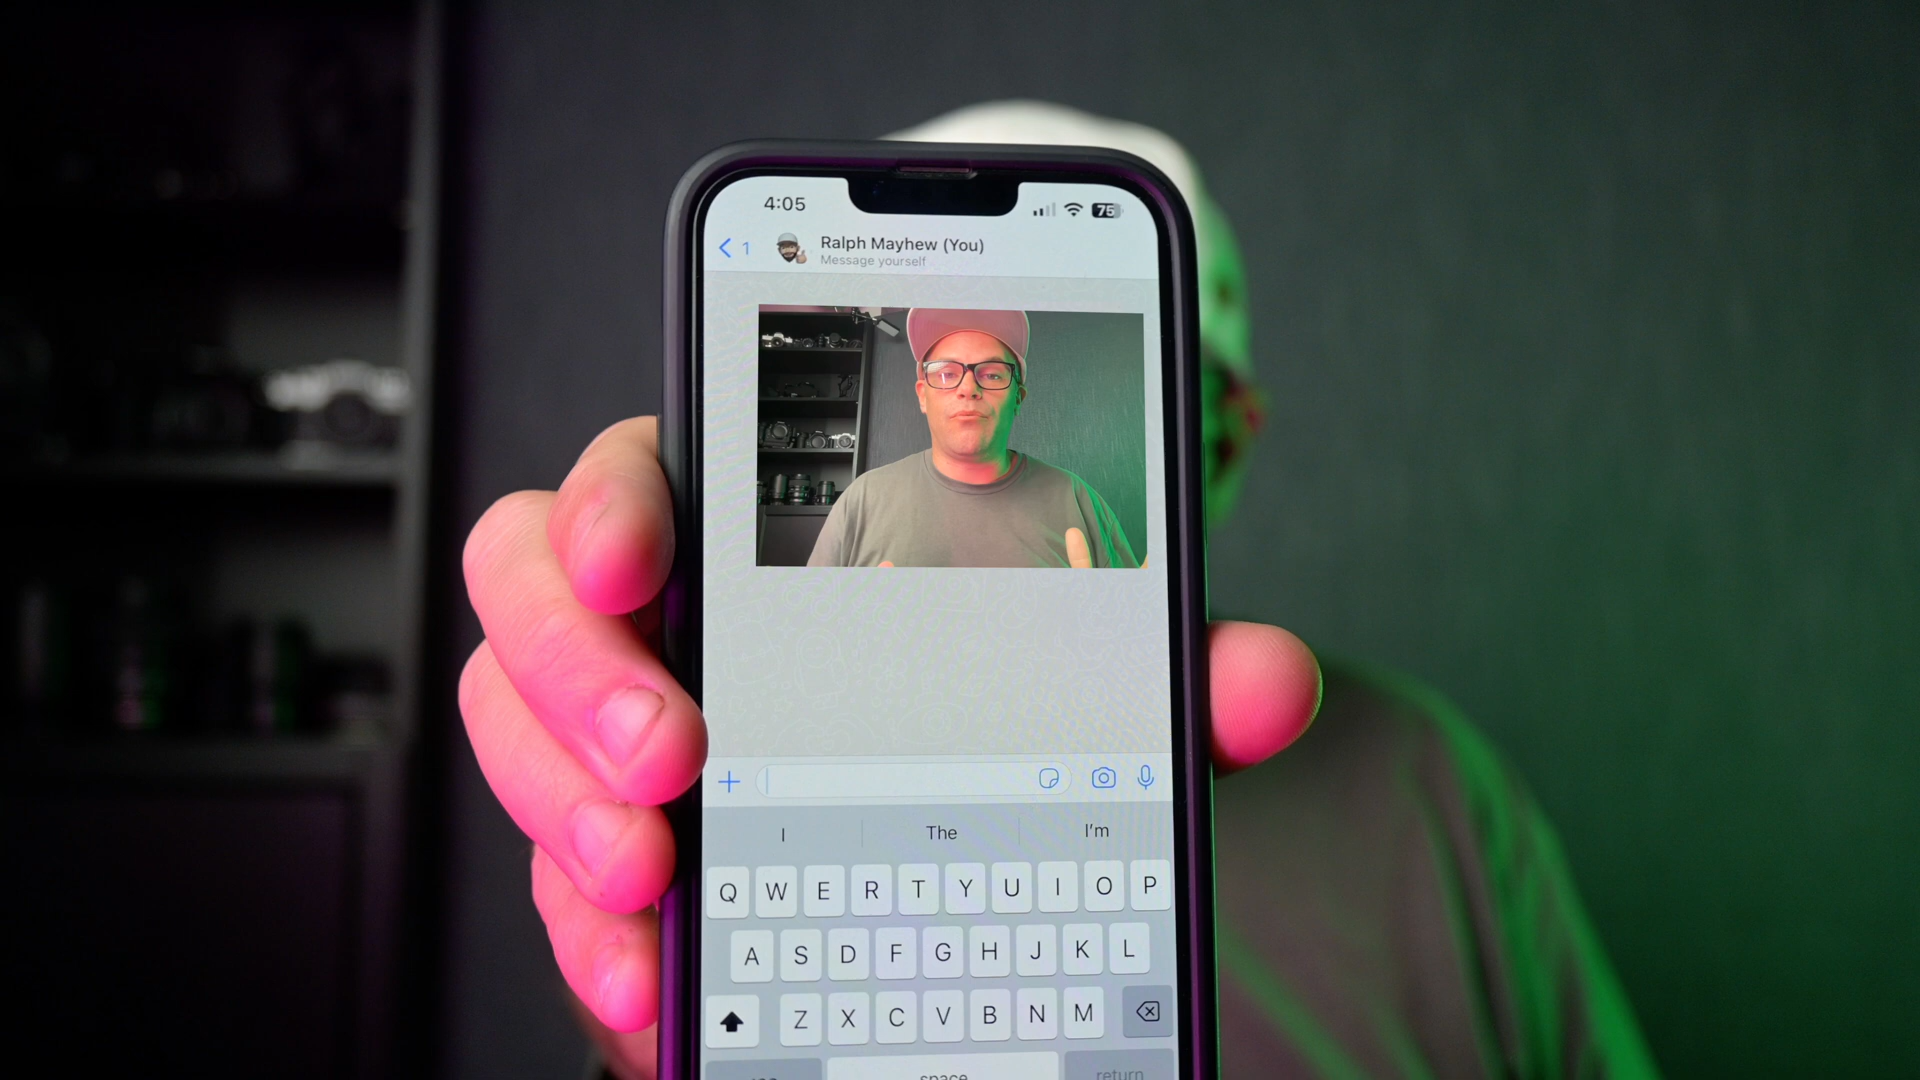 4:05
75
1
Ralph Mayhew (You)
Message yourself
I The I'm
Q W E R T Y U I O P
A S D F G H J K L
Z X C V B N M
space return